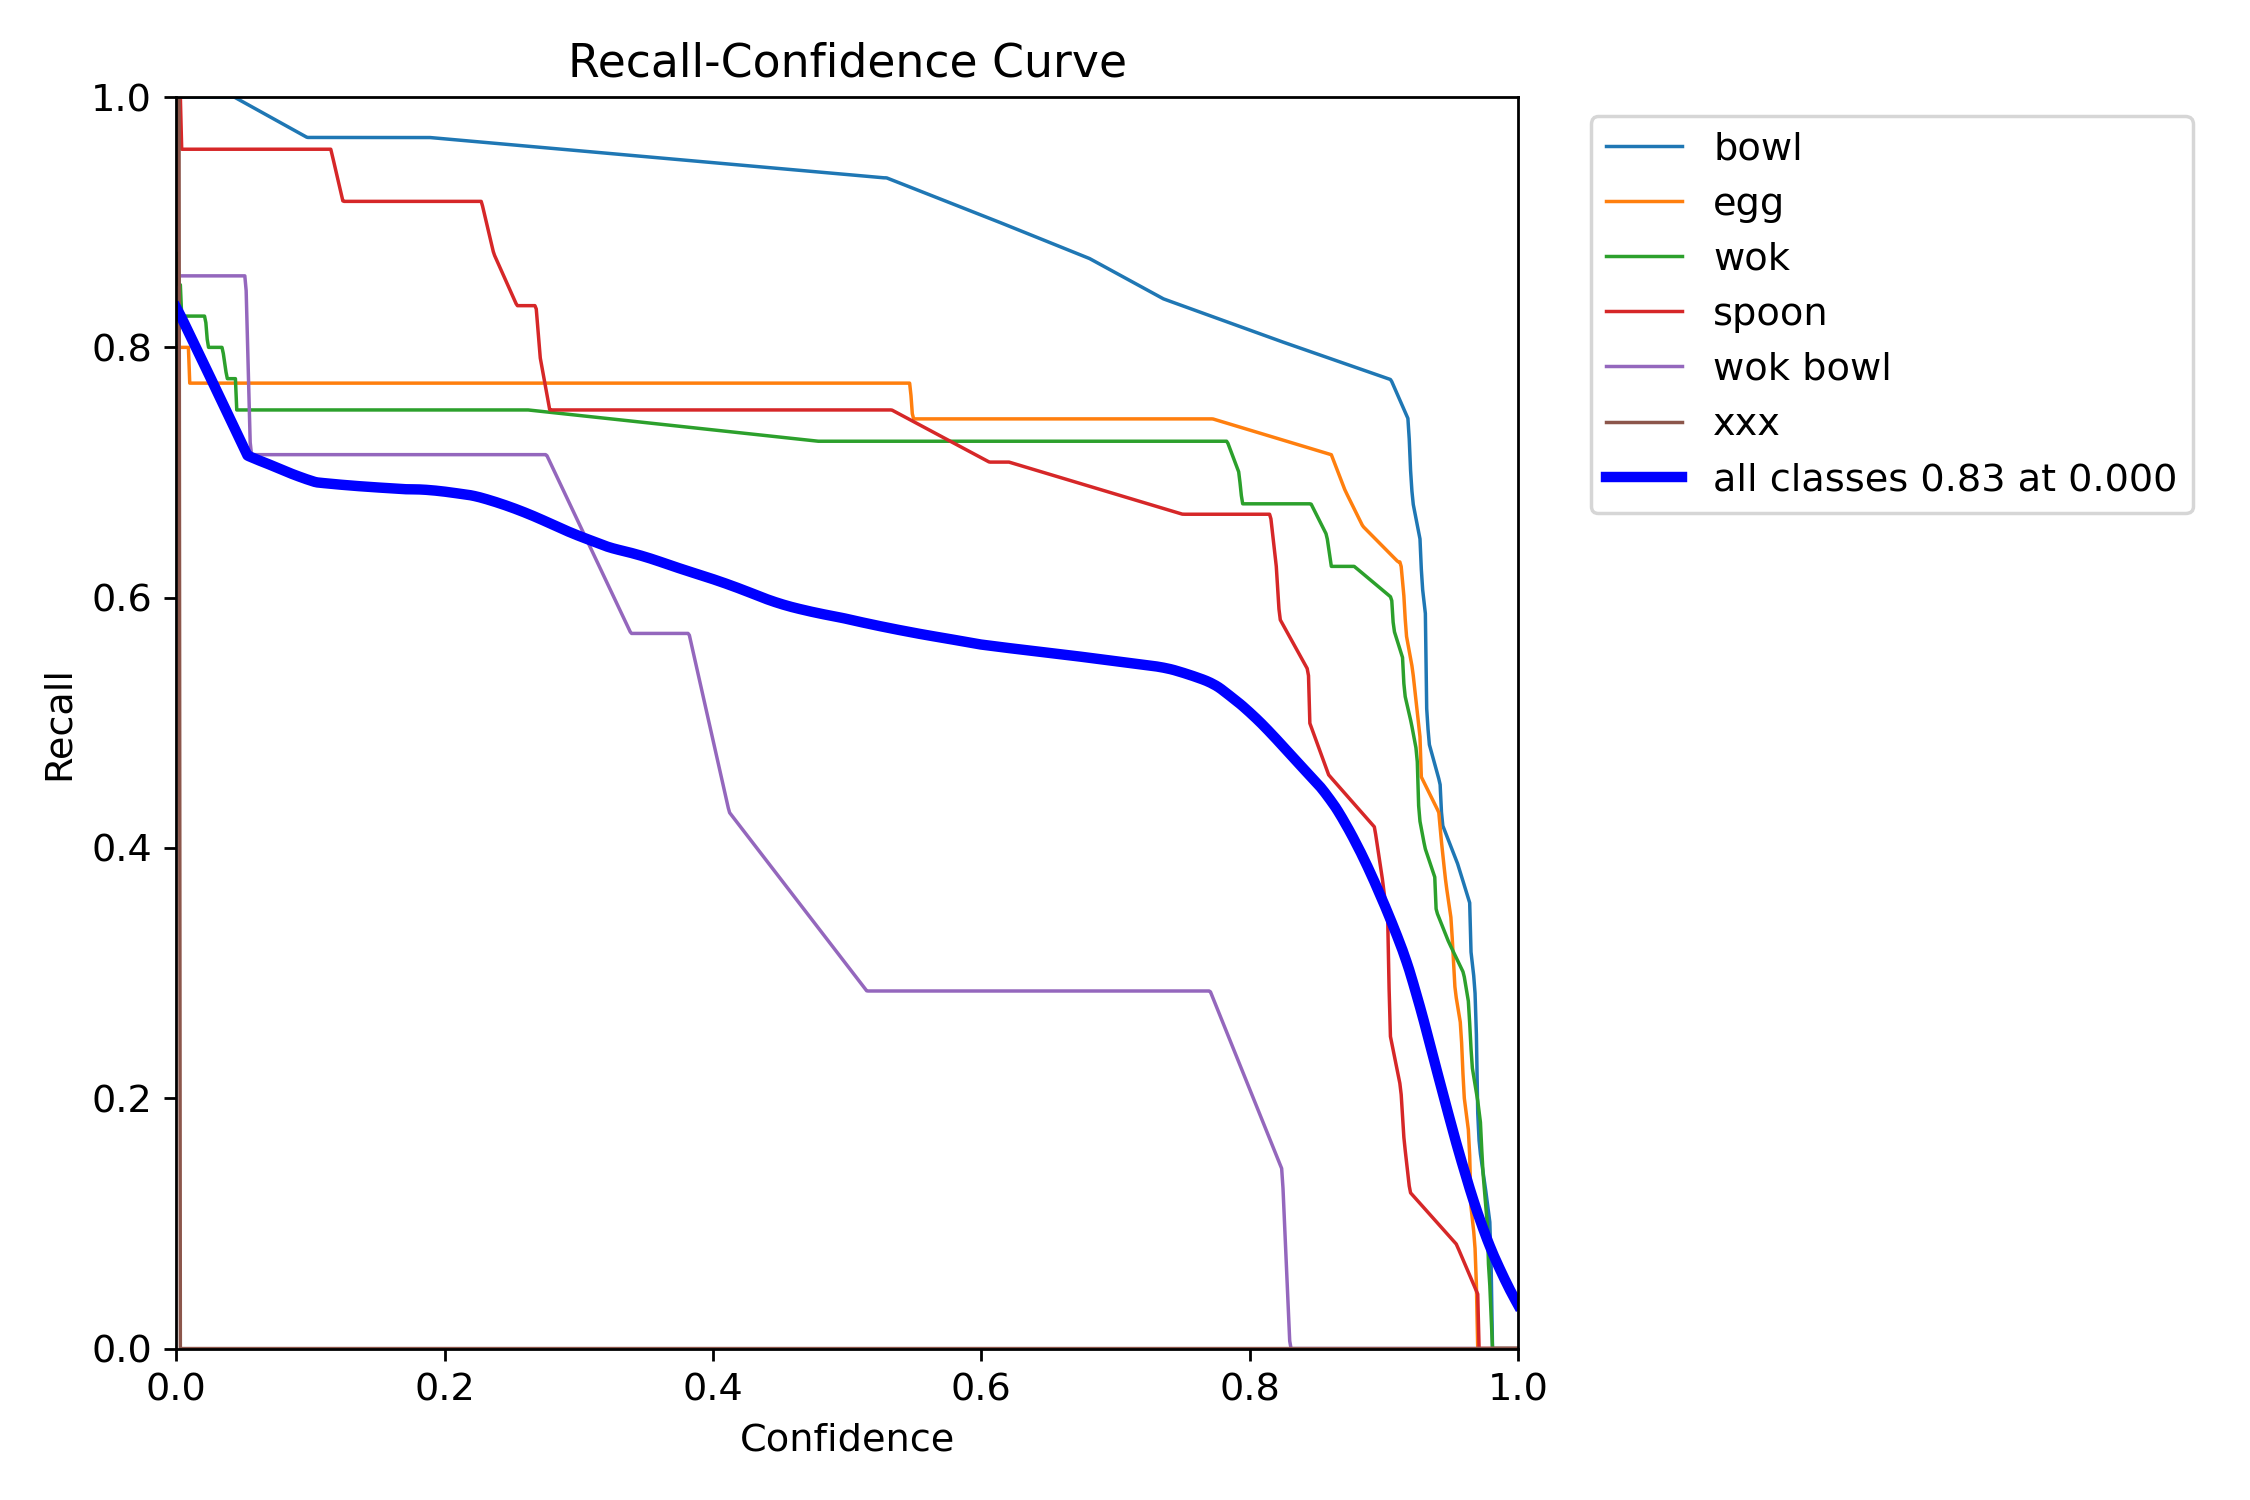 Recall-Confidence Curve
1.0
0.8
0.6
0.4
0.2
0.0
Recall
0.0 0.2 0.4 0.6 0.8 1.0
Confidence
bowl
egg
wok
spoon
wok bowl
xxx
all classes 0.83 at 0.000